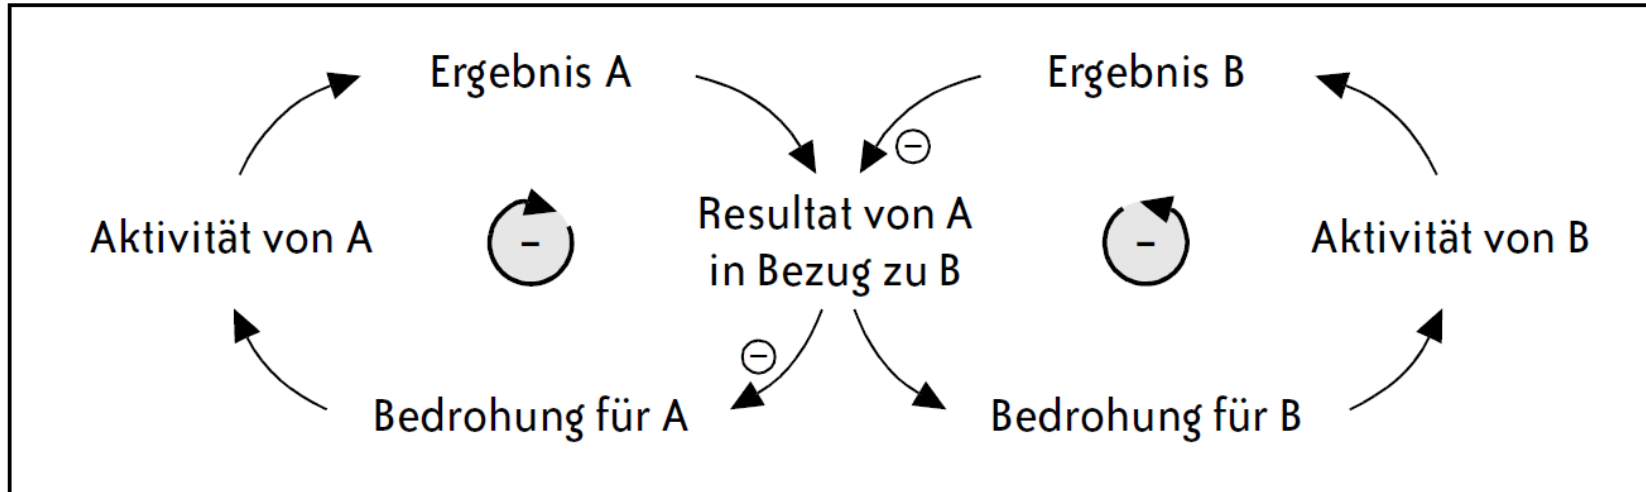 Ergebnis A
Ergebnis B
−
Aktivität von A
–
Resultat von A
in Bezug zu B
–
Aktivität von B
−
Bedrohung für A
Bedrohung für B